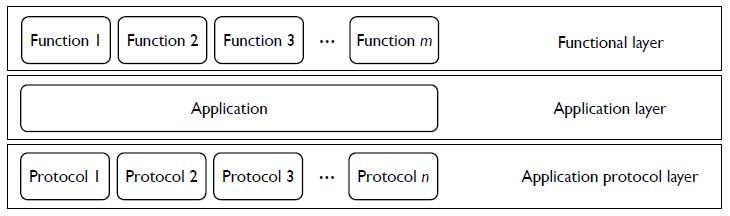 Function 1 Function 2 Function 3 ... Function m Functional layer
Application Application layer
Protocol 1 Protocol 2 Protocol 3 ... Protocol n Application protocol layer